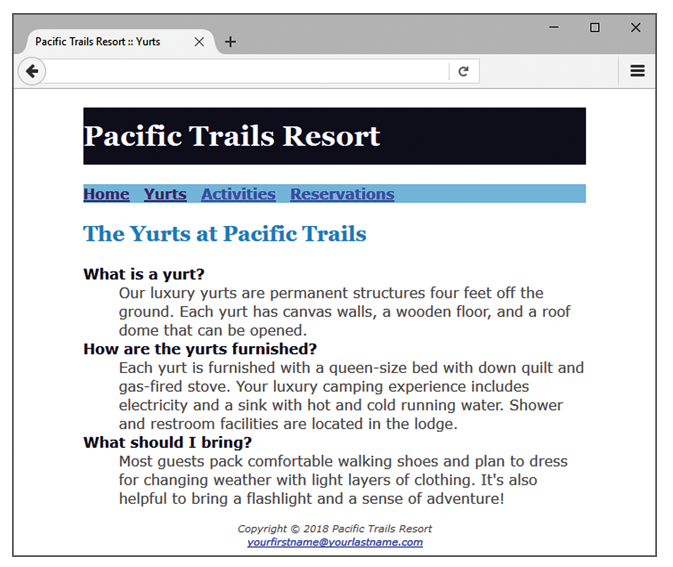 Pacific Trails Resort :: Yurts
Pacific Trails Resort
Home Yurts Activities Reservations
The Yurts at Pacific Trails
What is a yurt?
Our luxury yurts are permanent structures four feet off the
ground. Each yurt has canvas walls, a wooden floor, and a roof
dome that can be opened.
How are the yurts furnished?
Each yurt is furnished with a queen-size bed with down quilt and
gas-fired stove. Your luxury camping experience includes
electricity and a sink with hot and cold running water. Shower
and restroom facilities are located in the lodge.
What should I bring?
Most guests pack comfortable walking shoes and plan to dress
for changing weather with light layers of clothing. It's also
helpful to bring a flashlight and a sense of adventure!
Copyright © 2018 Pacific Trails Resort
yourfirstname@yourlastname.com